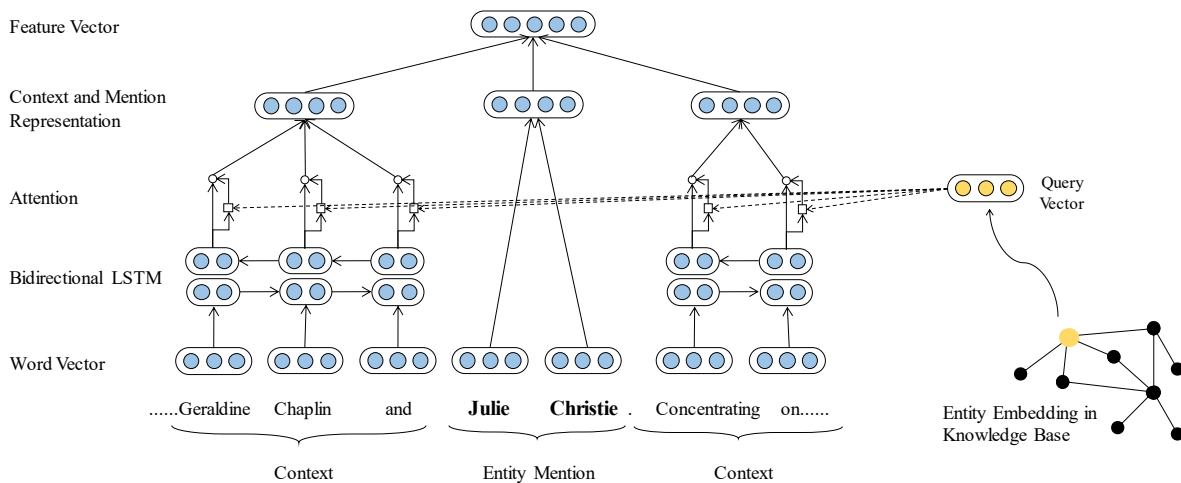 Feature Vector
Context and Mention
Representation
Attention
Query
Vector
Bidirectional LSTM
Word Vector
......Geraldine Chaplin and Julie Christie . Concentrating on......
Entity Embedding in
Knowledge Base
Context Entity Mention Context